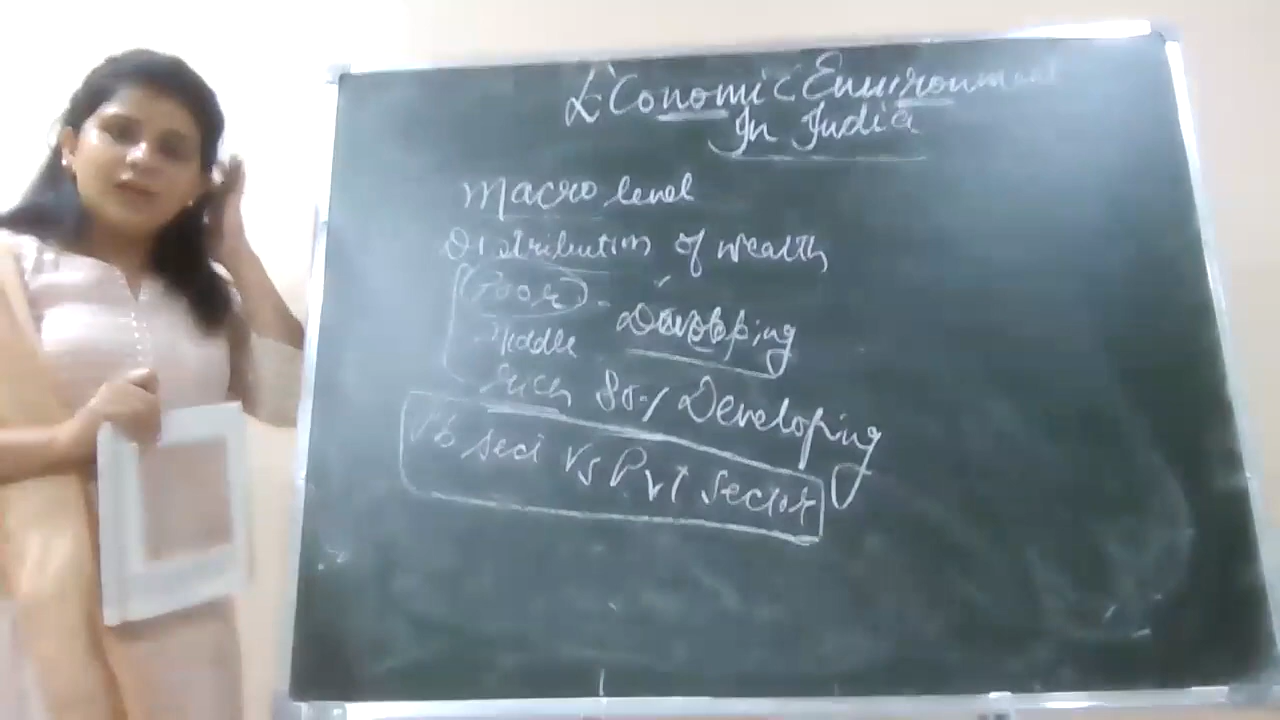 Economic Environment
In India
Macro level
Distribution of wealth
Poor - Developing
Middle
Rich 80% Developing
Pb sect Vs Pvt Sector